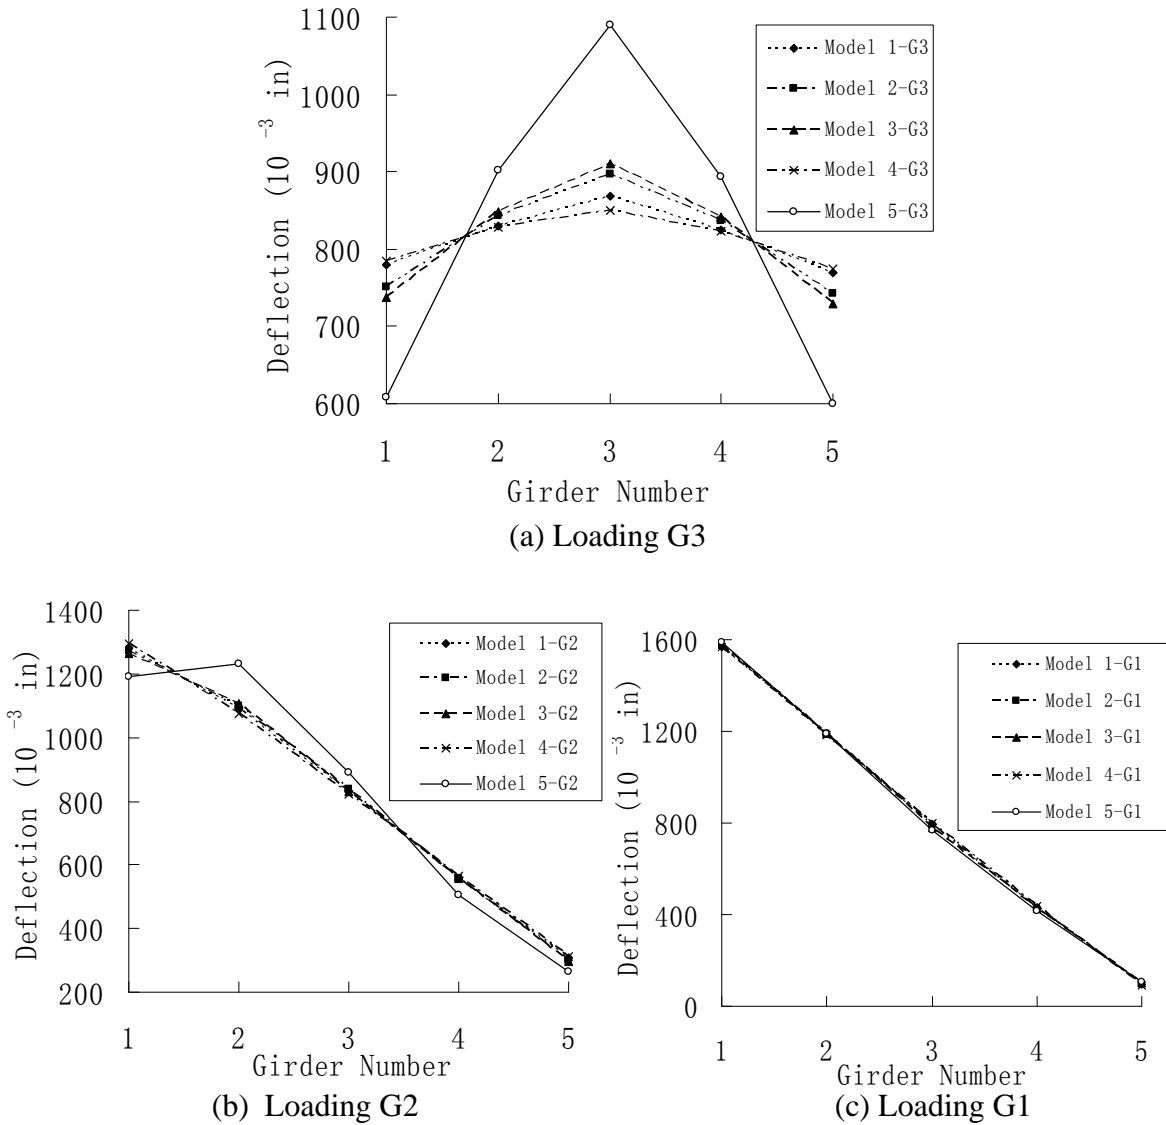 1100
1000
900
800
700
600
Deflection (10 -3 in)
1 2 3 4 5
Girder Number
Model 1-G3
Model 2-G3
Model 3-G3
Model 4-G3
Model 5-G3
(a) Loading G3
1400
1200
1000
800
600
400
200
Deflection (10 -3 in)
1 2 3 4 5
Girder Number
Model 1-G2
Model 2-G2
Model 3-G2
Model 4-G2
Model 5-G2
(b) Loading G2
1600
1200
800
400
0
Deflection (10 -3 in)
1 2 3 4 5
Girder Number
Model 1-G1
Model 2-G1
Model 3-G1
Model 4-G1
Model 5-G1
(c) Loading G1